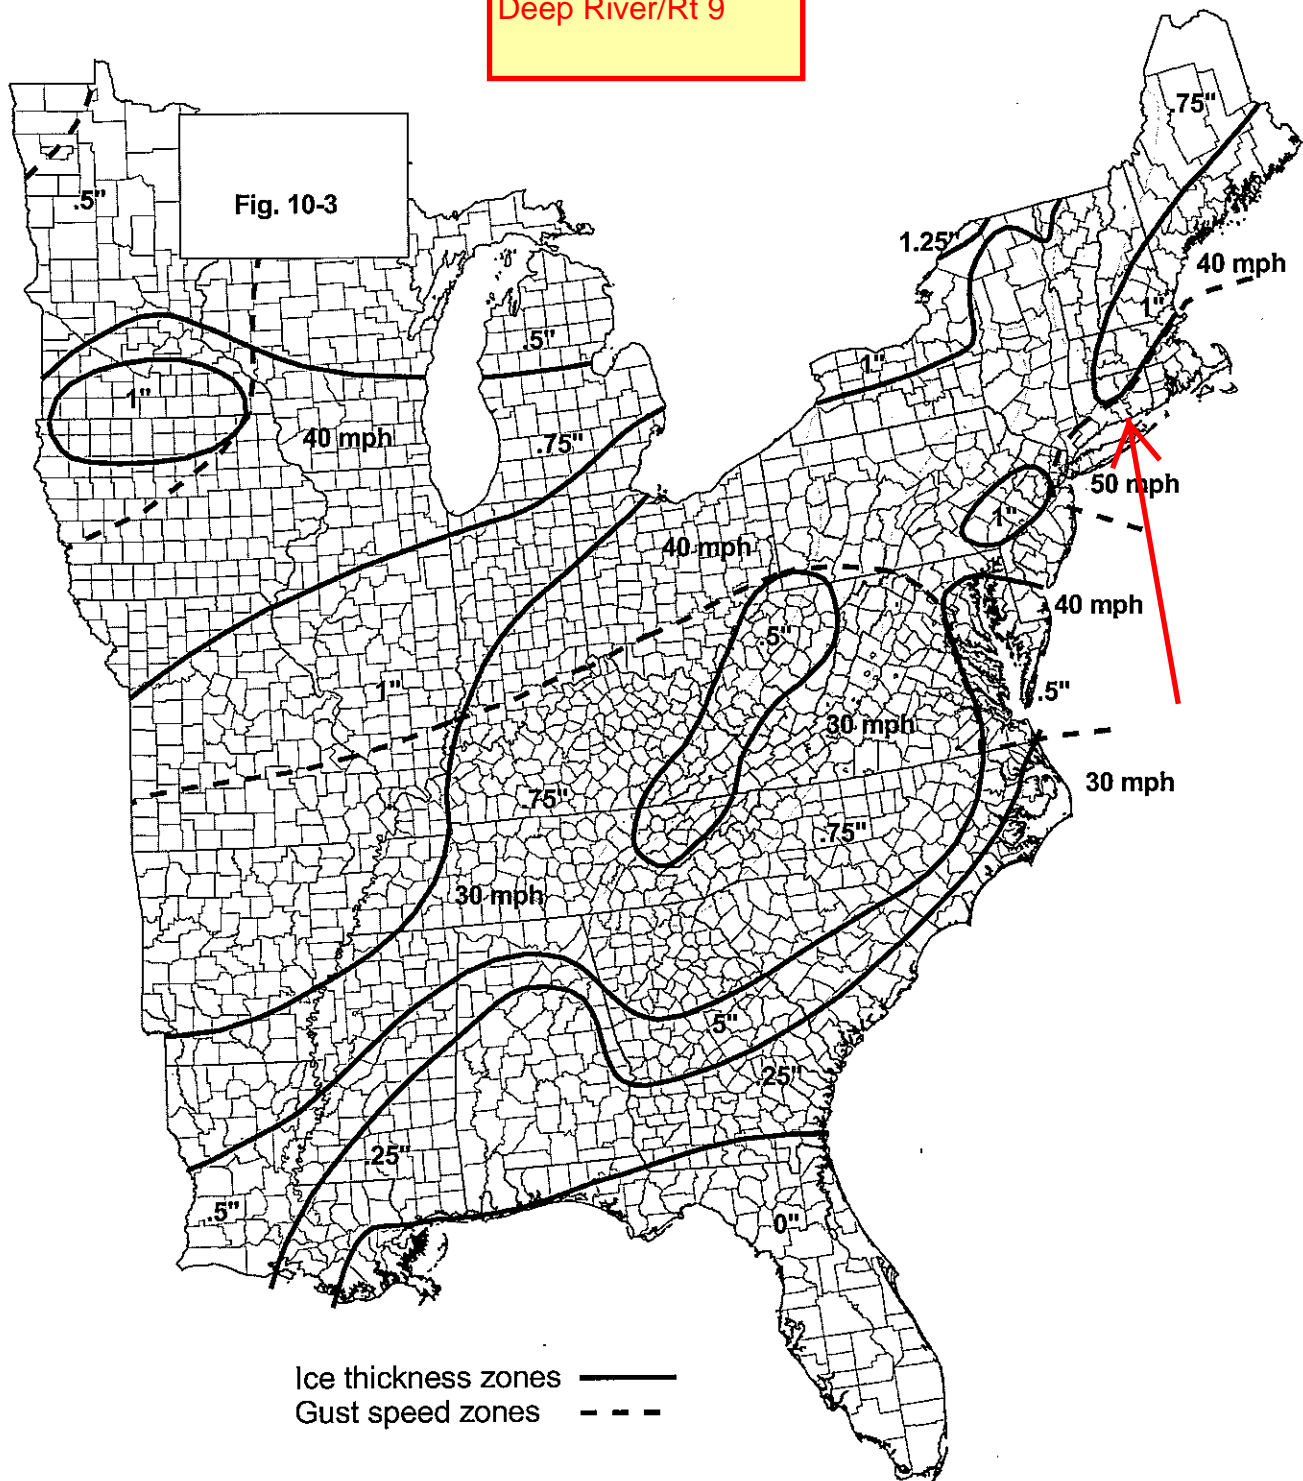 Deep River/Rt 9
.75"
.5"
Fig. 10-3
1.25"
40 mph
1"
.5"
1"
1"
40 mph
.75"
50 mph
1"
40 mph
40 mph
.5"
1"
.5"
30 mph
30 mph
.75"
.75"
30 mph
.5"
.25"
.25"
.5"
0"
Ice thickness zones
Gust speed zones